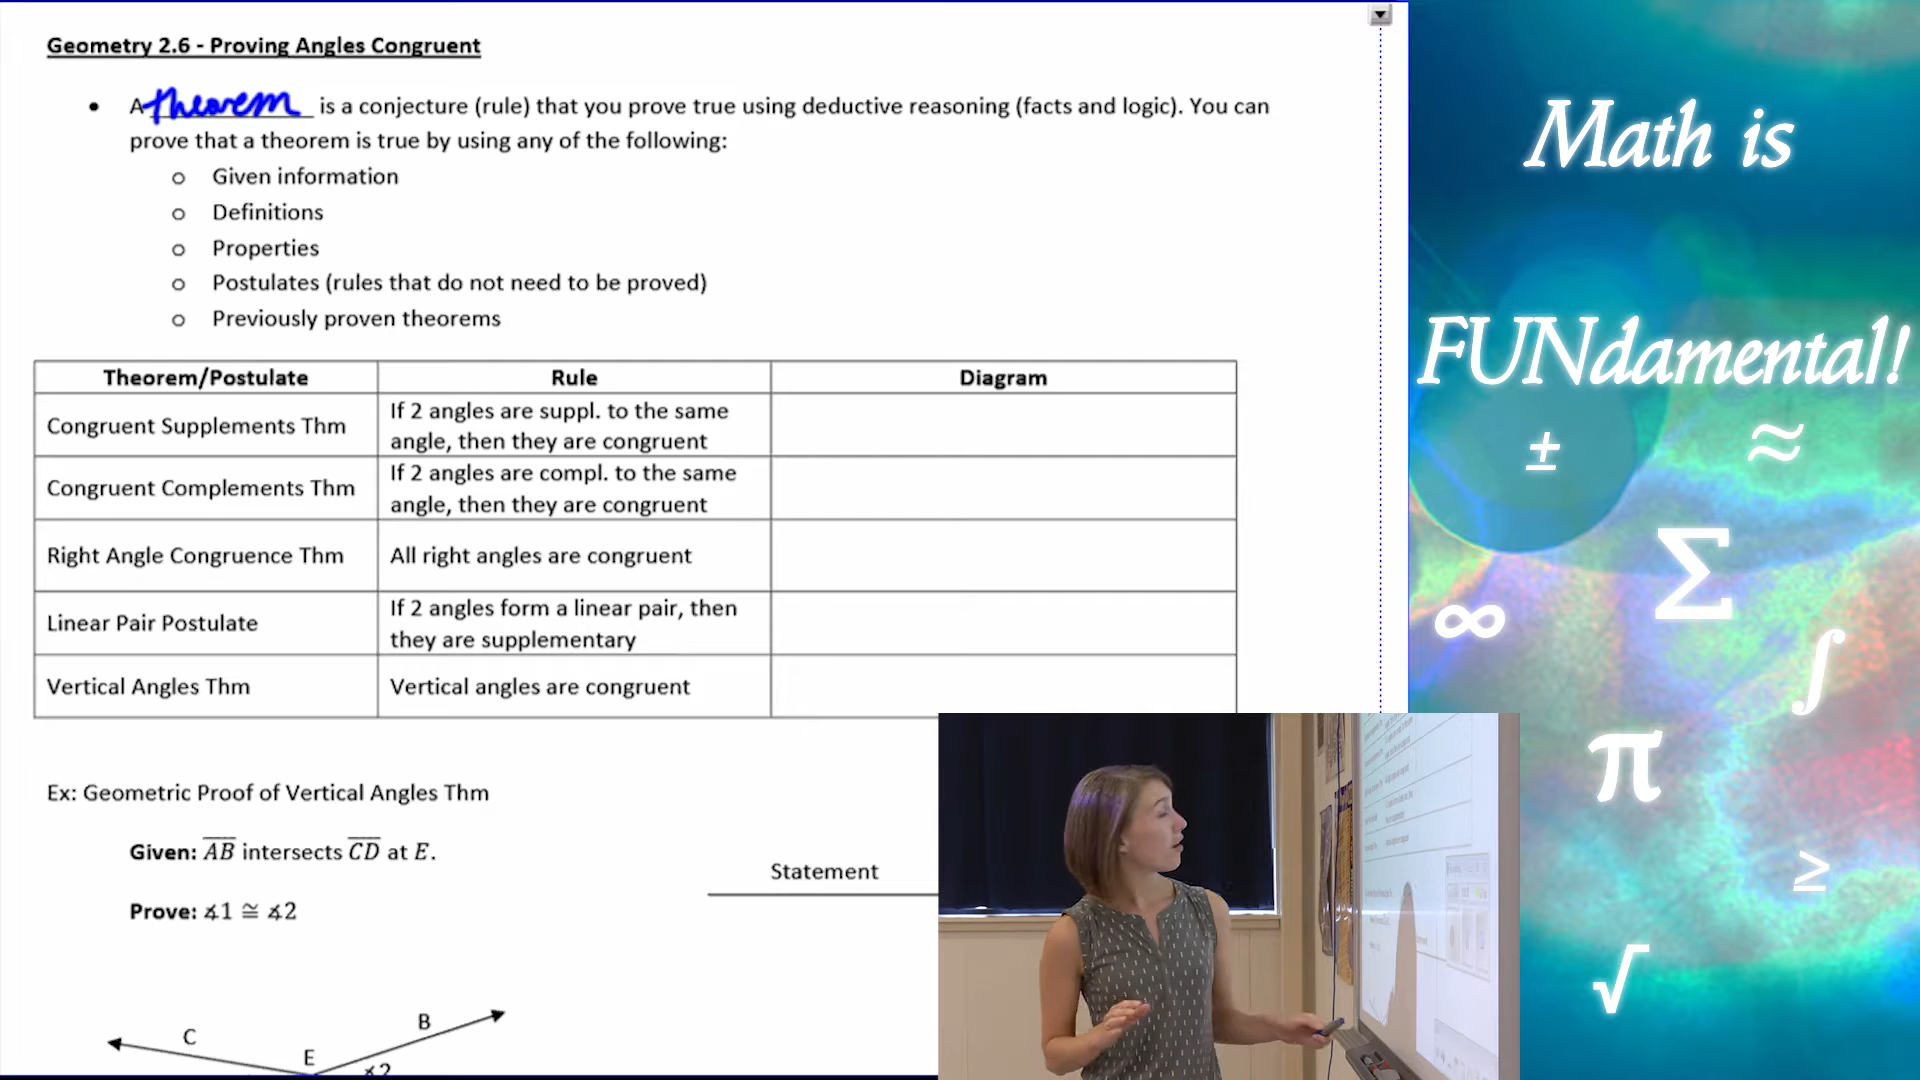 Geometry 2.6 - Proving Angles Congruent
• A theorem is a conjecture (rule) that you prove true using deductive reasoning (facts and logic). You can
prove that a theorem is true by using any of the following:
o Given information
o Definitions
o Properties
o Postulates (rules that do not need to be proved)
o Previously proven theorems
Theorem/Postulate Rule Diagram
Congruent Supplements Thm
If 2 angles are suppl. to the same
angle, then they are congruent
Congruent Complements Thm
If 2 angles are compl. to the same
angle, then they are congruent
Right Angle Congruence Thm
All right angles are congruent
Linear Pair Postulate
If 2 angles form a linear pair, then
they are supplementary
Vertical Angles Thm
Vertical angles are congruent
Ex: Geometric Proof of Vertical Angles Thm
Given: A͞B͞ intersects C͞D͞ at E.
Prove: ∡1 ≅ ∡2
Statement
C
B
E
∡2
Math is
FUNdamental!
± ≈
Σ
∞
∫
π
≥
√